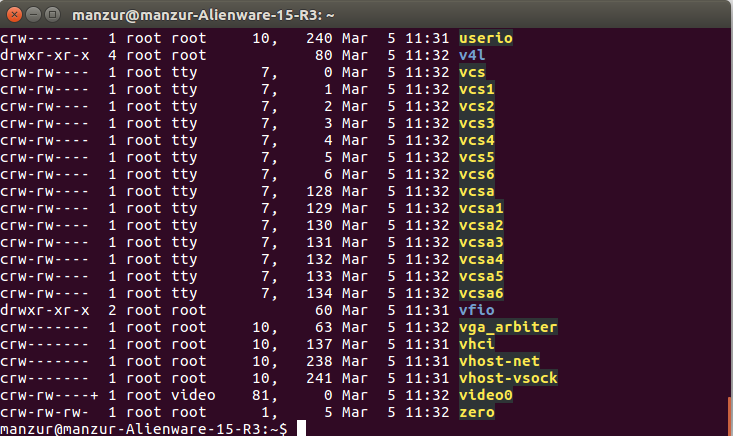 manzur@manzur-Alienware-15-R3: ~
crw-------  1 root root     10,   240 Mar  5 11:31 userio
drwxr-xr-x  4 root root            80 Mar  5 11:32 v4l
crw-rw----  1 root tty       7,     0 Mar  5 11:32 vcs
crw-rw----  1 root tty       7,     1 Mar  5 11:32 vcs1
crw-rw----  1 root tty       7,     2 Mar  5 11:32 vcs2
crw-rw----  1 root tty       7,     3 Mar  5 11:32 vcs3
crw-rw----  1 root tty       7,     4 Mar  5 11:32 vcs4
crw-rw----  1 root tty       7,     5 Mar  5 11:32 vcs5
crw-rw----  1 root tty       7,     6 Mar  5 11:32 vcs6
crw-rw----  1 root tty       7,   128 Mar  5 11:32 vcsa
crw-rw----  1 root tty       7,   129 Mar  5 11:32 vcsa1
crw-rw----  1 root tty       7,   130 Mar  5 11:32 vcsa2
crw-rw----  1 root tty       7,   131 Mar  5 11:32 vcsa3
crw-rw----  1 root tty       7,   132 Mar  5 11:32 vcsa4
crw-rw----  1 root tty       7,   133 Mar  5 11:32 vcsa5
crw-rw----  1 root tty       7,   134 Mar  5 11:32 vcsa6
drwxr-xr-x  2 root root            60 Mar  5 11:31 vfio
crw-------  1 root root     10,    63 Mar  5 11:32 vga_arbiter
crw-------  1 root root     10,   137 Mar  5 11:31 vhci
crw-------  1 root root     10,   238 Mar  5 11:31 vhost-net
crw-------  1 root root     10,   241 Mar  5 11:31 vhost-vsock
crw-rw----+ 1 root video    81,     0 Mar  5 11:32 video0
crw-rw-rw-  1 root root      1,     5 Mar  5 11:32 zero
manzur@manzur-Alienware-15-R3:~$